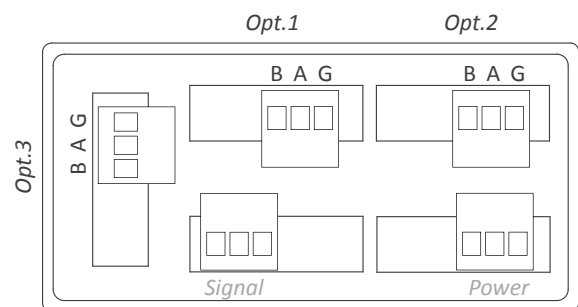 Opt.1
Opt.2
B A G
B A G
Opt.3
B A G
Signal
Power